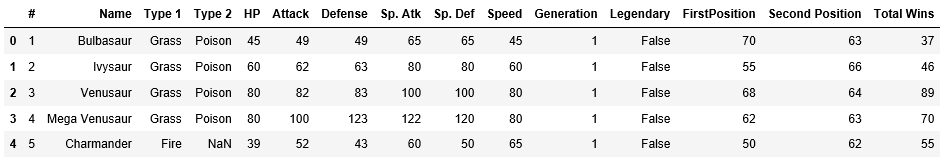 # Name Type 1 Type 2 HP Attack Defense Sp. Atk Sp. Def Speed Generation Legendary FirstPosition Second Position Total Wins
0 1 Bulbasaur Grass Poison 45 49 49 65 65 45 1 False 70 63 37
1 2 Ivysaur Grass Poison 60 62 63 80 80 60 1 False 55 66 46
2 3 Venusaur Grass Poison 80 82 83 100 100 80 1 False 68 64 89
3 4 Mega Venusaur Grass Poison 80 100 123 122 120 80 1 False 62 63 70
4 5 Charmander Fire NaN 39 52 43 60 50 65 1 False 50 62 55